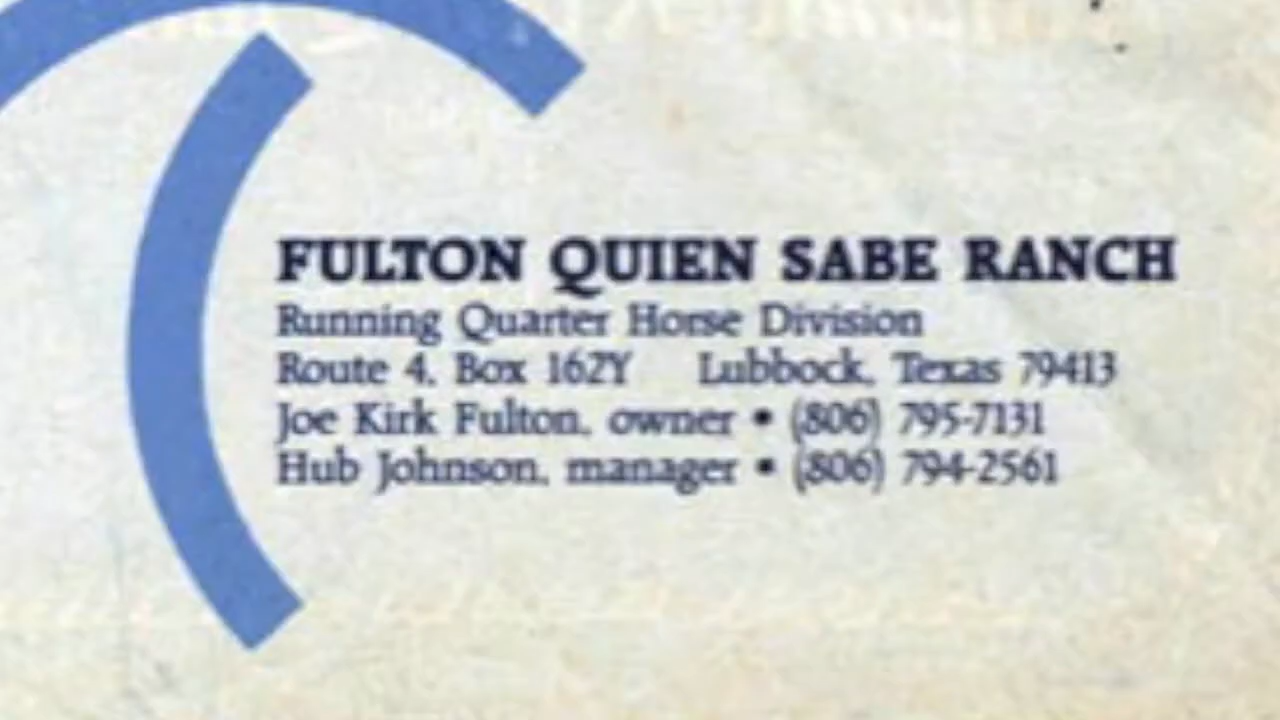 FULTON QUIEN SABE RANCH
Running Quarter Horse Division
Route 4, Box 162Y Lubbock, Texas 79413
Joe Kirk Fulton, owner • (806) 795-7131
Hub Johnson, manager • (806) 794-2561